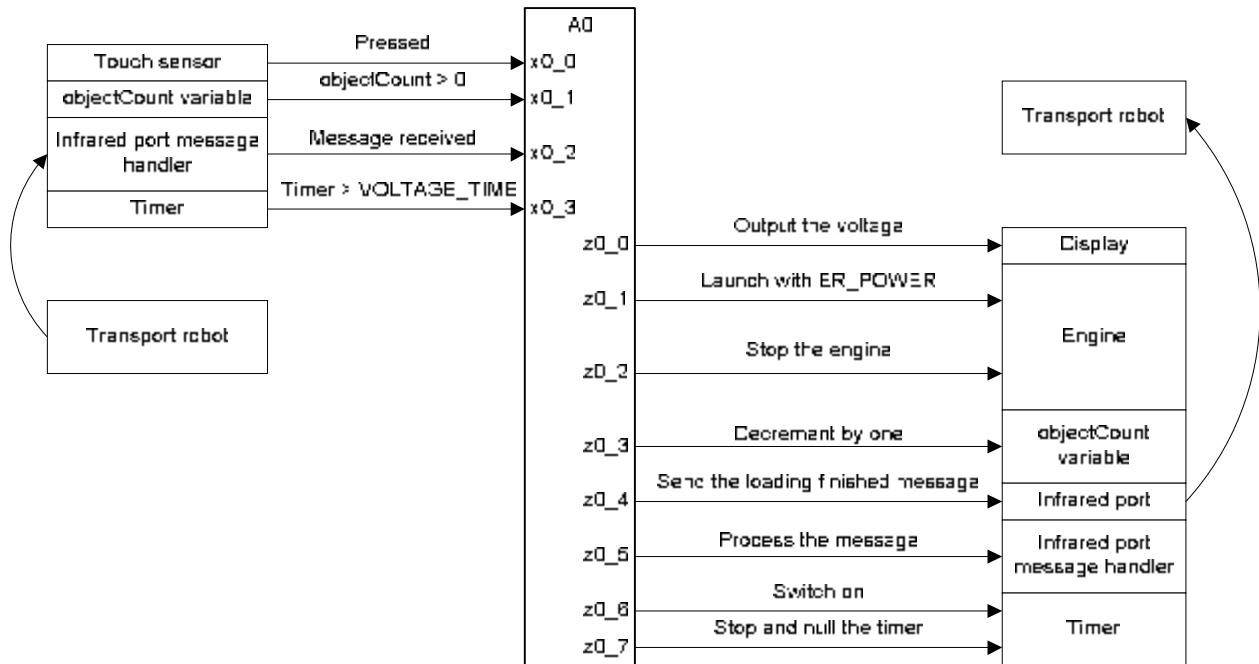 A0
Pressed
Touch sensor
x0_0
objectCount > 0
objectCount variable
x0_1
Message received
Infrared port message
handler
x0_2
Timer > VOLTAGE_TIME
Timer
x0_3
Transport robot
Transport robot
z0_0
Output the voltage
Display
z0_1
Launch with ER_POWER
Engine
z0_2
Stop the engine
z0_3
Decrement by one
objectCount
variable
z0_4
Send the loading finished message
Infrared port
z0_5
Process the message
Infrared port
message handler
z0_6
Switch on
Timer
z0_7
Stop and null the timer